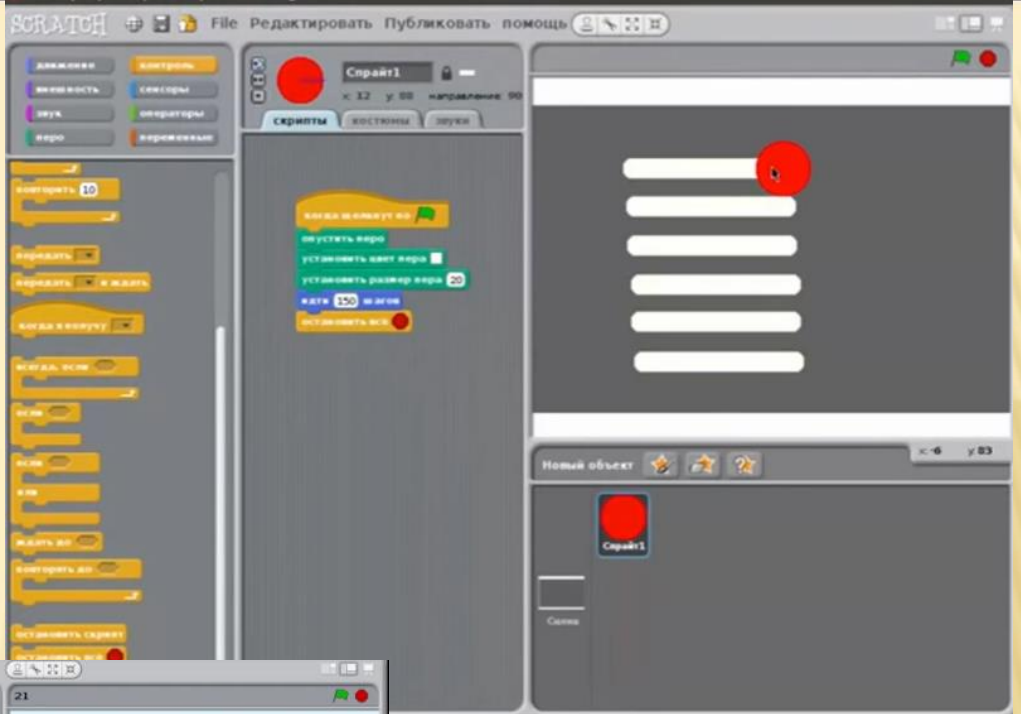 SCRATCH File Редактировать Публиковать помощь
движение контроль
внешность сенсоры
звук операторы
перо переменные
Спрайт1
x: 12 y: 88 направление: 90
скрипты костюмы звуки
повторить 10
передать
передать и ждать
когда я получу
всегда, если
если
если
или
ждать до
повторять до
остановить скрипт
остановить все
когда щелкнут по
опустить перо
установить цвет пера
установить размер пера 20
идти 150 шагов
остановить все
x: -6 y: 83
Новый объект
Спрайт1
Сцена
21